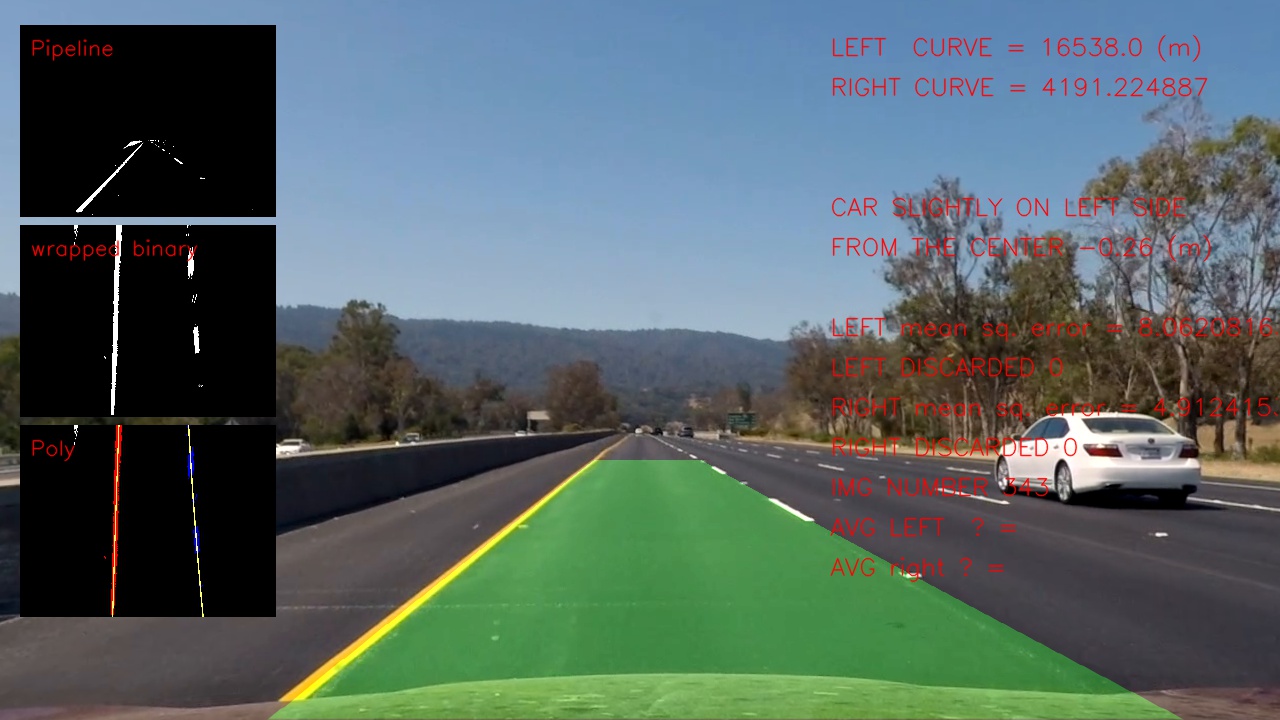 Pipeline
wrapped binary
Poly
LEFT CURVE = 16538.0 (m)
RIGHT CURVE = 4191.224887
CAR SLIGHTLY ON LEFT SIDE
FROM THE CENTER -0.26 (m)
LEFT mean sq. error = 8.0620816
LEFT DISCARDED 0
RIGHT mean sq. error = 4.912415.
RIGHT DISCARDED 0
IMG NUMBER 343
AVG LEFT ? =
AVG right ? =